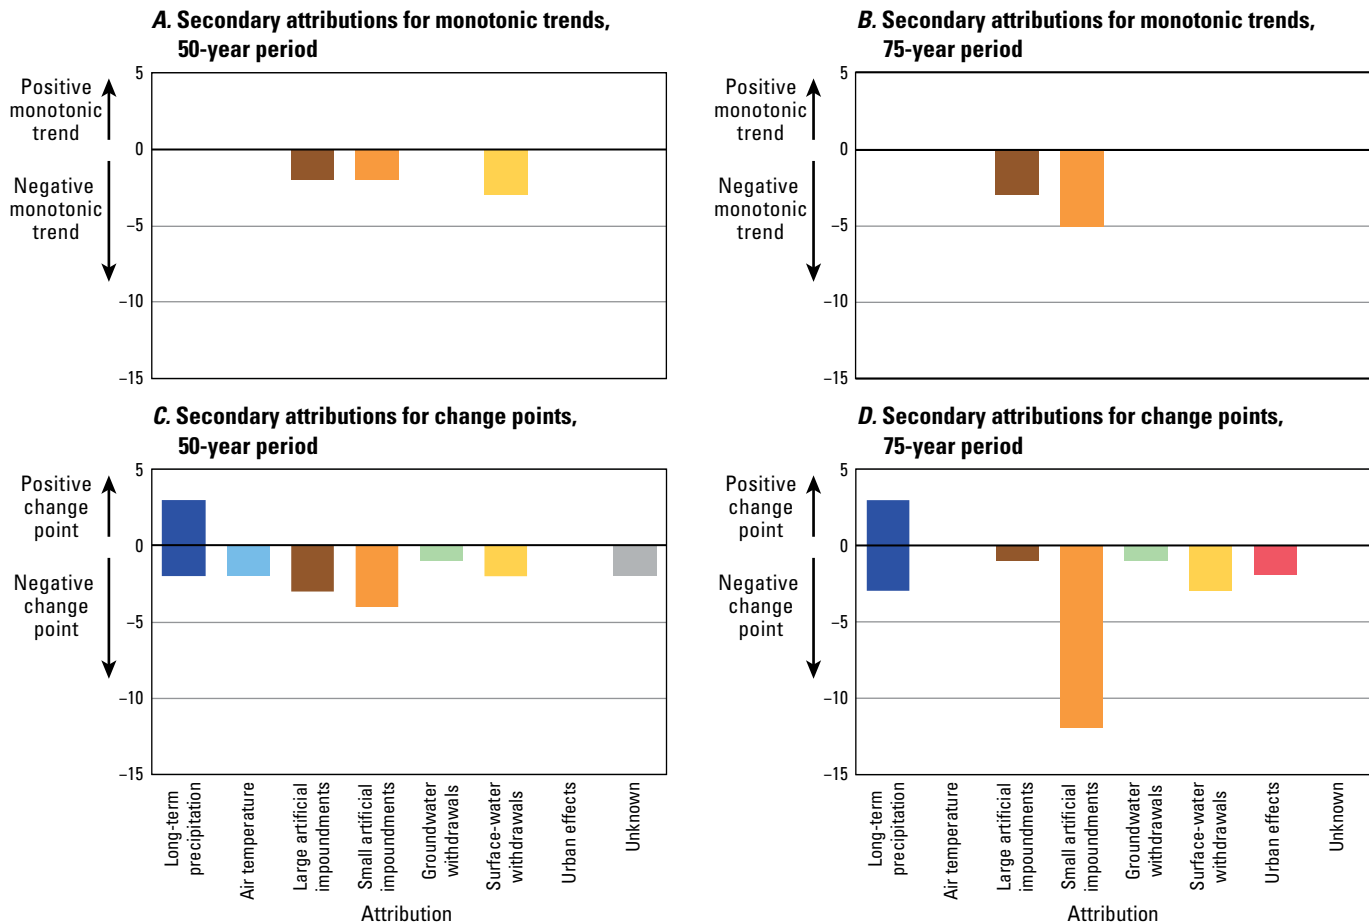 A. Secondary attributions for monotonic trends,
50-year period
Positive
monotonic
trend
Negative
monotonic
trend
5
0
−5
−10
−15
B. Secondary attributions for monotonic trends,
75-year period
Positive
monotonic
trend
Negative
monotonic
trend
5
0
−5
−10
−15
C. Secondary attributions for change points,
50-year period
Positive
change
point
Negative
change
point
5
0
−5
−10
−15
Long-term
precipitation
Air temperature
Large artificial
impoundments
Small artificial
impoundments
Groundwater
withdrawals
Surface-water
withdrawals
Urban effects
Unknown
Attribution
D. Secondary attributions for change points,
75-year period
Positive
change
point
Negative
change
point
5
0
−5
−10
−15
Long-term
precipitation
Air temperature
Large artificial
impoundments
Small artificial
impoundments
Groundwater
withdrawals
Surface-water
withdrawals
Urban effects
Unknown
Attribution